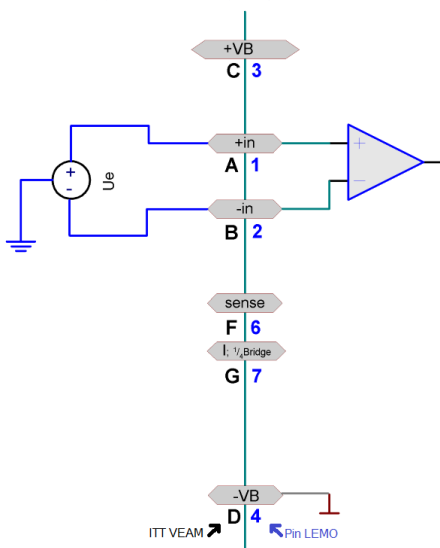 +VB
C 3
+in
A 1
+
-
Ue
+
−
-in
B 2
sense
F 6
I; ¼Bridge
G 7
-VB
D 4
ITT VEAM
Pin LEMO